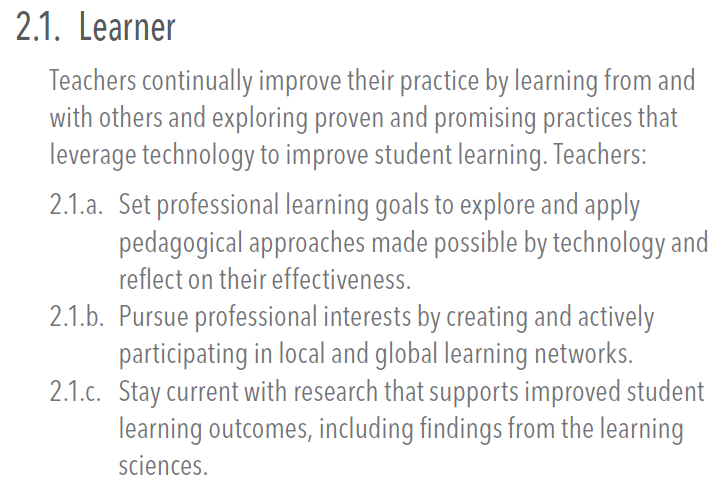 2.1. Learner
Teachers continually improve their practice by learning from and
with others and exploring proven and promising practices that
leverage technology to improve student learning. Teachers:
2.1.a. Set professional learning goals to explore and apply
pedagogical approaches made possible by technology and
reflect on their effectiveness.
2.1.b. Pursue professional interests by creating and actively
participating in local and global learning networks.
2.1.c. Stay current with research that supports improved student
learning outcomes, including findings from the learning
sciences.